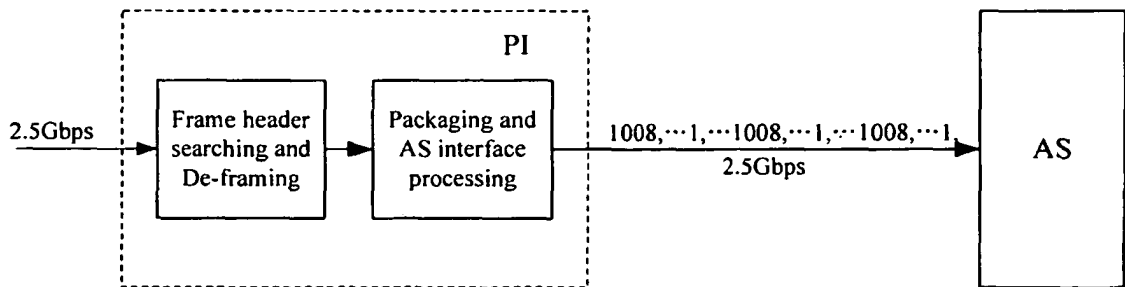 PI
2.5Gbps
Frame header
searching and
De-framing
Packaging and
AS interface
processing
1008,···1,···1008,···1,···1008,···1,
2.5Gbps
AS